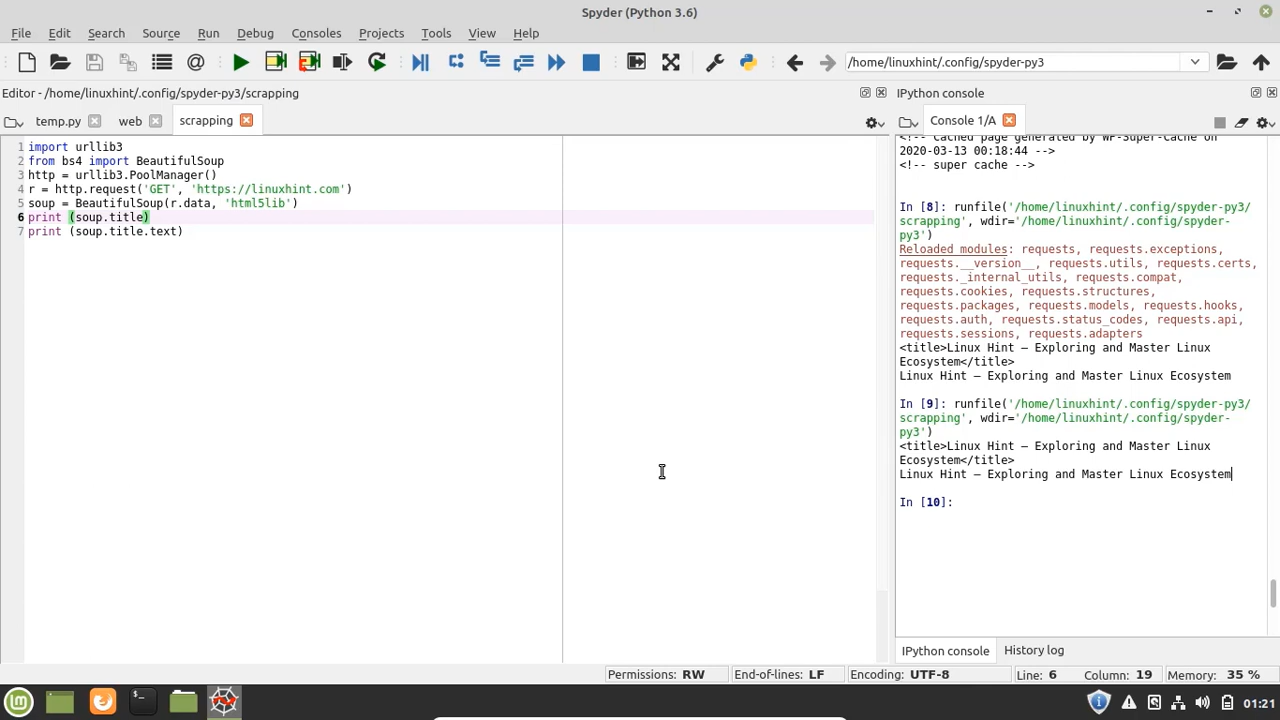 Spyder (Python 3.6)
File Edit Search Source Run Debug Consoles Projects Tools View Help
/home/linuxhint/.config/spyder-py3
Editor - /home/linuxhint/.config/spyder-py3/scrapping
temp.py web scrapping
1 import urllib3
2 from bs4 import BeautifulSoup
3 http = urllib3.PoolManager()
4 r = http.request('GET', 'https://linuxhint.com')
5 soup = BeautifulSoup(r.data, 'html5lib')
6 print (soup.title)
7 print (soup.title.text)
IPython console
Console 1/A
<!-- Cached page generated by WP-Super-Cache on
2020-03-13 00:18:44 -->
<!-- super cache -->
In [8]: runfile('/home/linuxhint/.config/spyder-py3/
scrapping', wdir='/home/linuxhint/.config/spyder-
py3')
Reloaded modules: requests, requests.exceptions,
requests.__version__, requests.utils, requests.certs,
requests._internal_utils, requests.compat,
requests.cookies, requests.structures,
requests.packages, requests.models, requests.hooks,
requests.auth, requests.status_codes, requests.api,
requests.sessions, requests.adapters
<title>Linux Hint – Exploring and Master Linux
Ecosystem</title>
Linux Hint – Exploring and Master Linux Ecosystem
In [9]: runfile('/home/linuxhint/.config/spyder-py3/
scrapping', wdir='/home/linuxhint/.config/spyder-
py3')
<title>Linux Hint – Exploring and Master Linux
Ecosystem</title>
Linux Hint – Exploring and Master Linux Ecosystem
In [10]:
IPython console History log
Permissions: RW End-of-lines: LF Encoding: UTF-8 Line: 6 Column: 19 Memory: 35 %
01:21